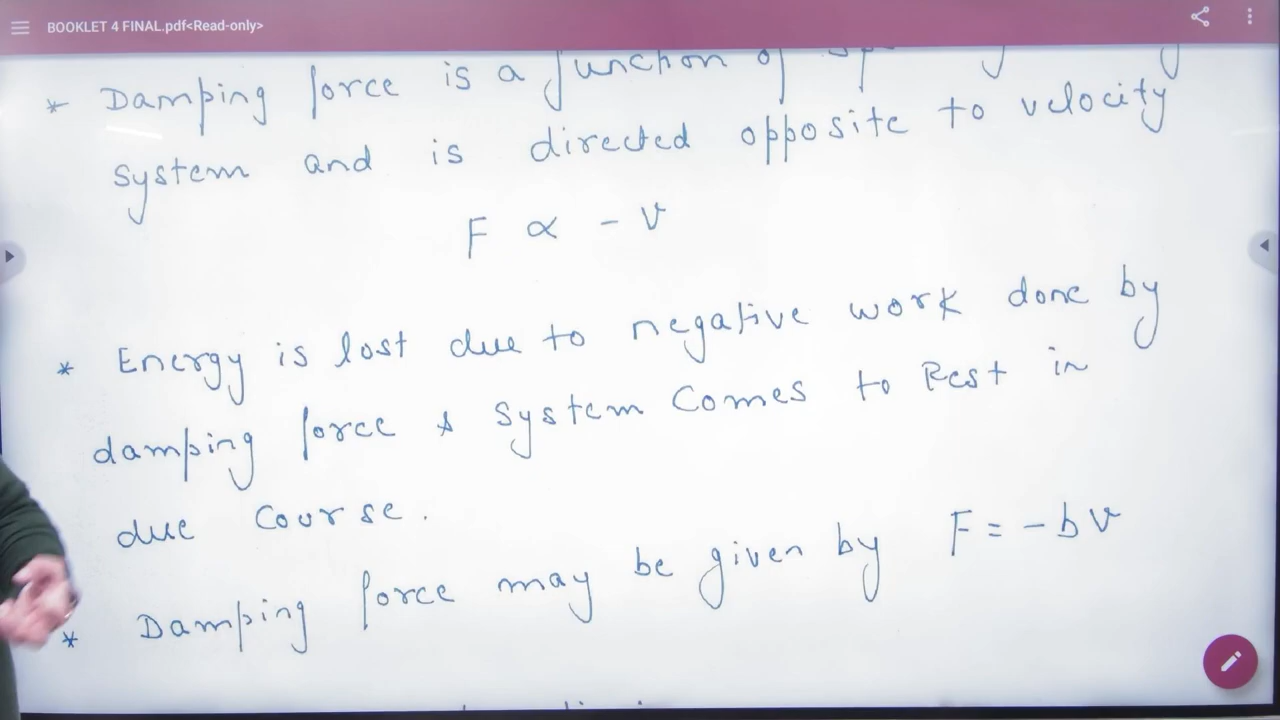 BOOKLET 4 FINAL.pdf<Read-only>
* Damping force is a function of
system and is directed opposite to velocity
F ∝ - v
* Energy is lost due to negative work done by
damping force & system comes to Rest in
due course.
* Damping force may be given by F = - b v